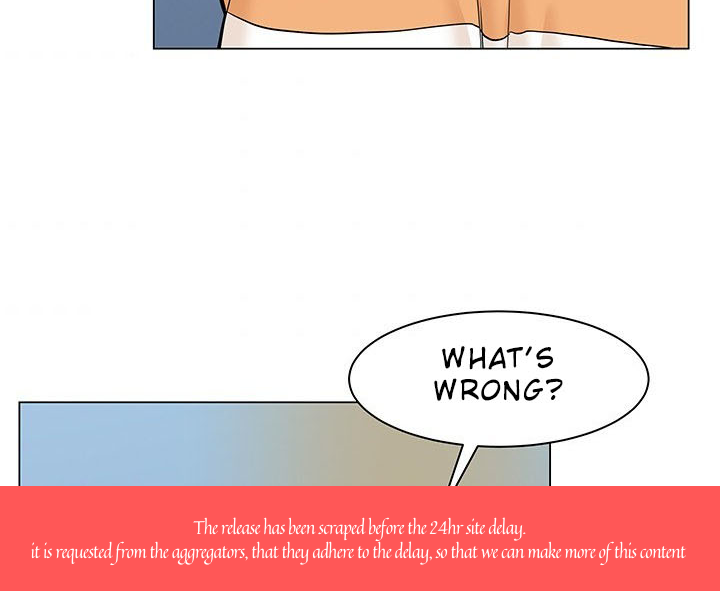 WHAT'S
WRONG?
The release has been scraped before the 24hr site delay.
it is requested from the aggregators, that they adhere to the delay, so that we can make more of this content